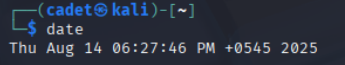 ┌──(cadet㉿kali)-[~]
└─$ date
Thu Aug 14 06:27:46 PM +0545 2025